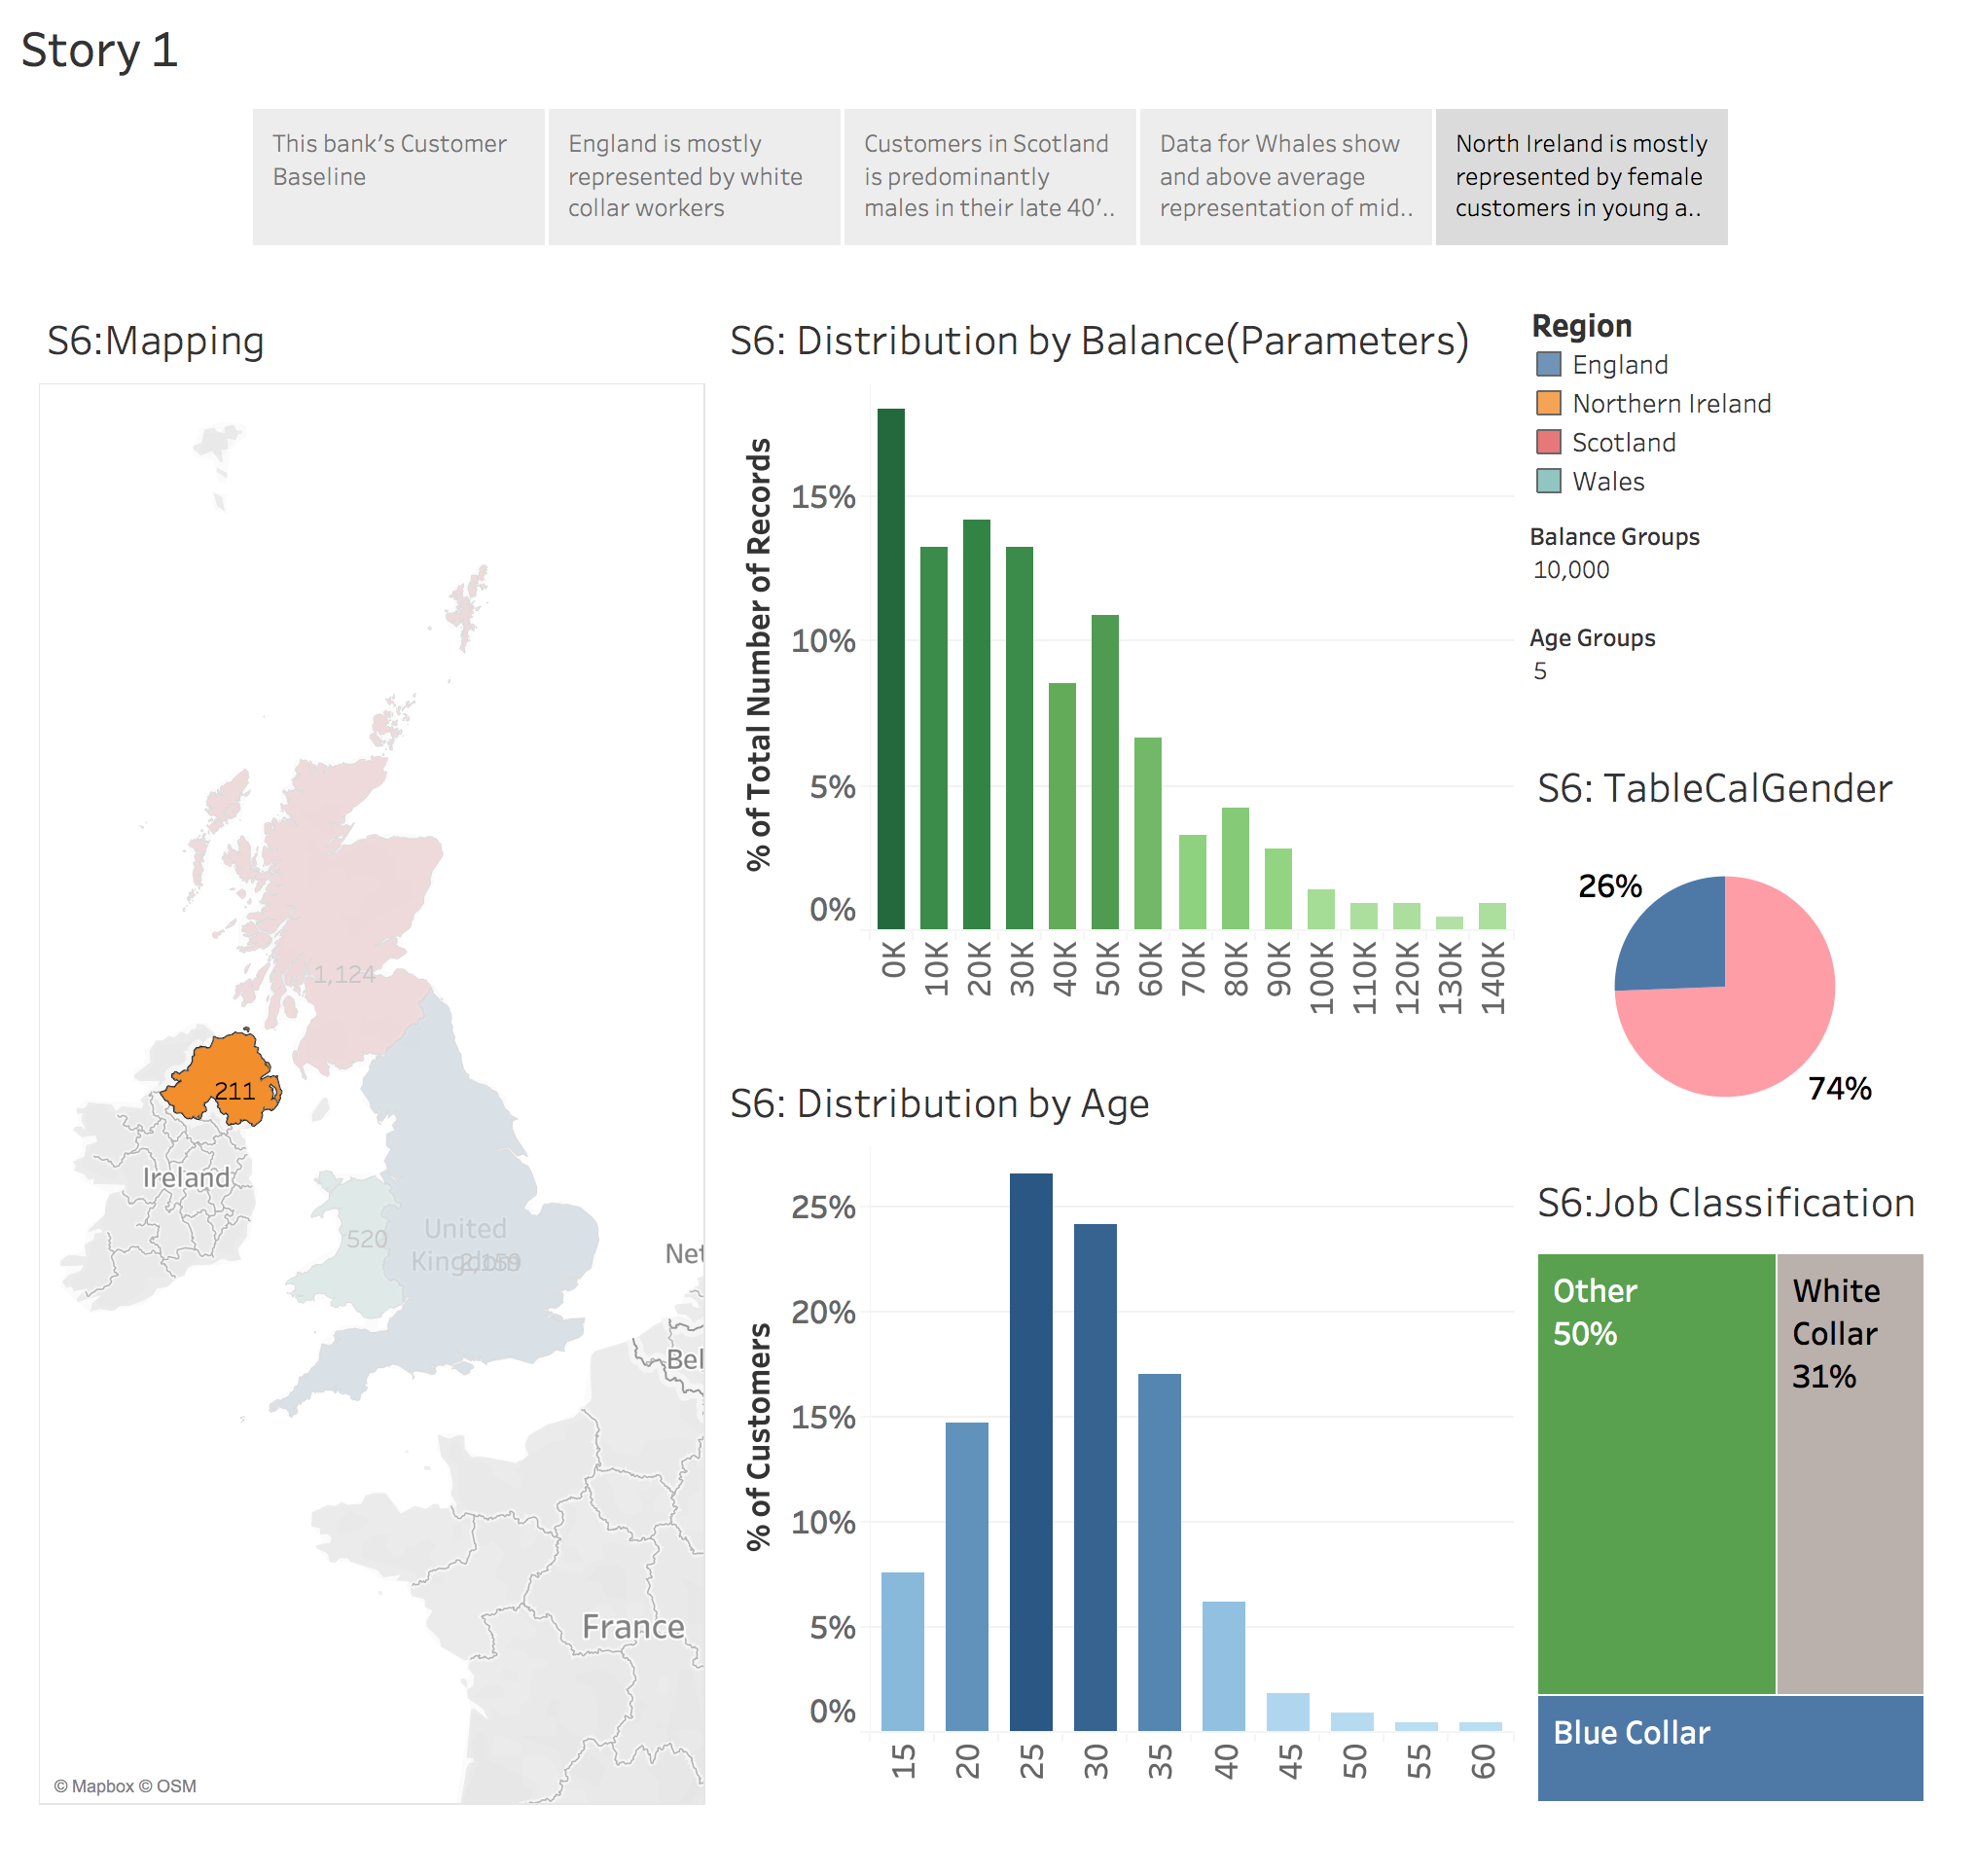 Story 1
This bank's Customer
Baseline
England is mostly
represented by white
collar workers
Customers in Scotland
is predominantly
males in their late 40'..
Data for Whales show
and above average
representation of mid..
North Ireland is mostly
represented by female
customers in young a..
S6:Mapping
1,124
211
Ireland
520
United
Kingdom
2,159
Net
Bel
France
© Mapbox © OSM
S6: Distribution by Balance(Parameters)
% of Total Number of Records
15%
10%
5%
0%
0K
10K
20K
30K
40K
50K
60K
70K
80K
90K
100K
110K
120K
130K
140K
S6: Distribution by Age
% of Customers
25%
20%
15%
10%
5%
0%
15
20
25
30
35
40
45
50
55
60
Region
England
Northern Ireland
Scotland
Wales
Balance Groups
10,000
Age Groups
5
S6: TableCalGender
26%
74%
S6:Job Classification
Other
50%
White
Collar
31%
Blue Collar